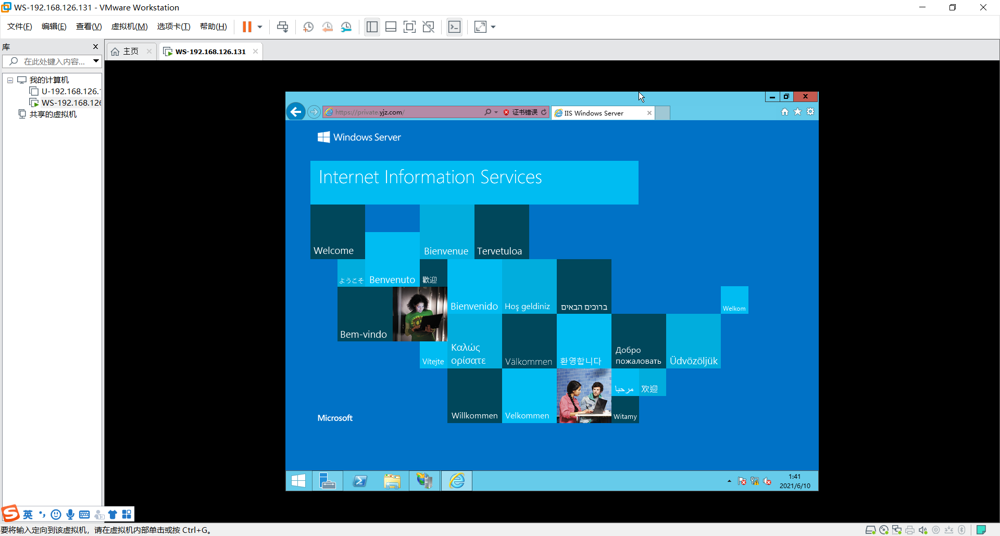 WS-192.168.126.131 - VMware Workstation
文件(F) 编辑(E) 查看(V) 虚拟机(M) 选项卡(T) 帮助(H)
库
主页 WS-192.168.126.131
在此处键入内容...
我的计算机
U-192.168.126.
WS-192.168.126
共享的虚拟机
https://private.yjz.com/ 证书错误 IIS Windows Server
Windows Server
Internet Information Services
Welcome
Bienvenue
Tervetuloa
ようこそ
Benvenuto
歡迎
Bienvenido
Hoş geldiniz
ברוכים הבאים
Welkom
Bem-vindo
Vítejte
Καλώς
ορίσατε
Välkommen
환영합니다
Добро
пожаловать
Üdvözöljük
Microsoft
Willkommen
Velkommen
مرحبا
欢迎
Witamy
1:41
2021/6/10
英
要将输入定向到该虚拟机，请在虚拟机内部单击或按 Ctrl+G。